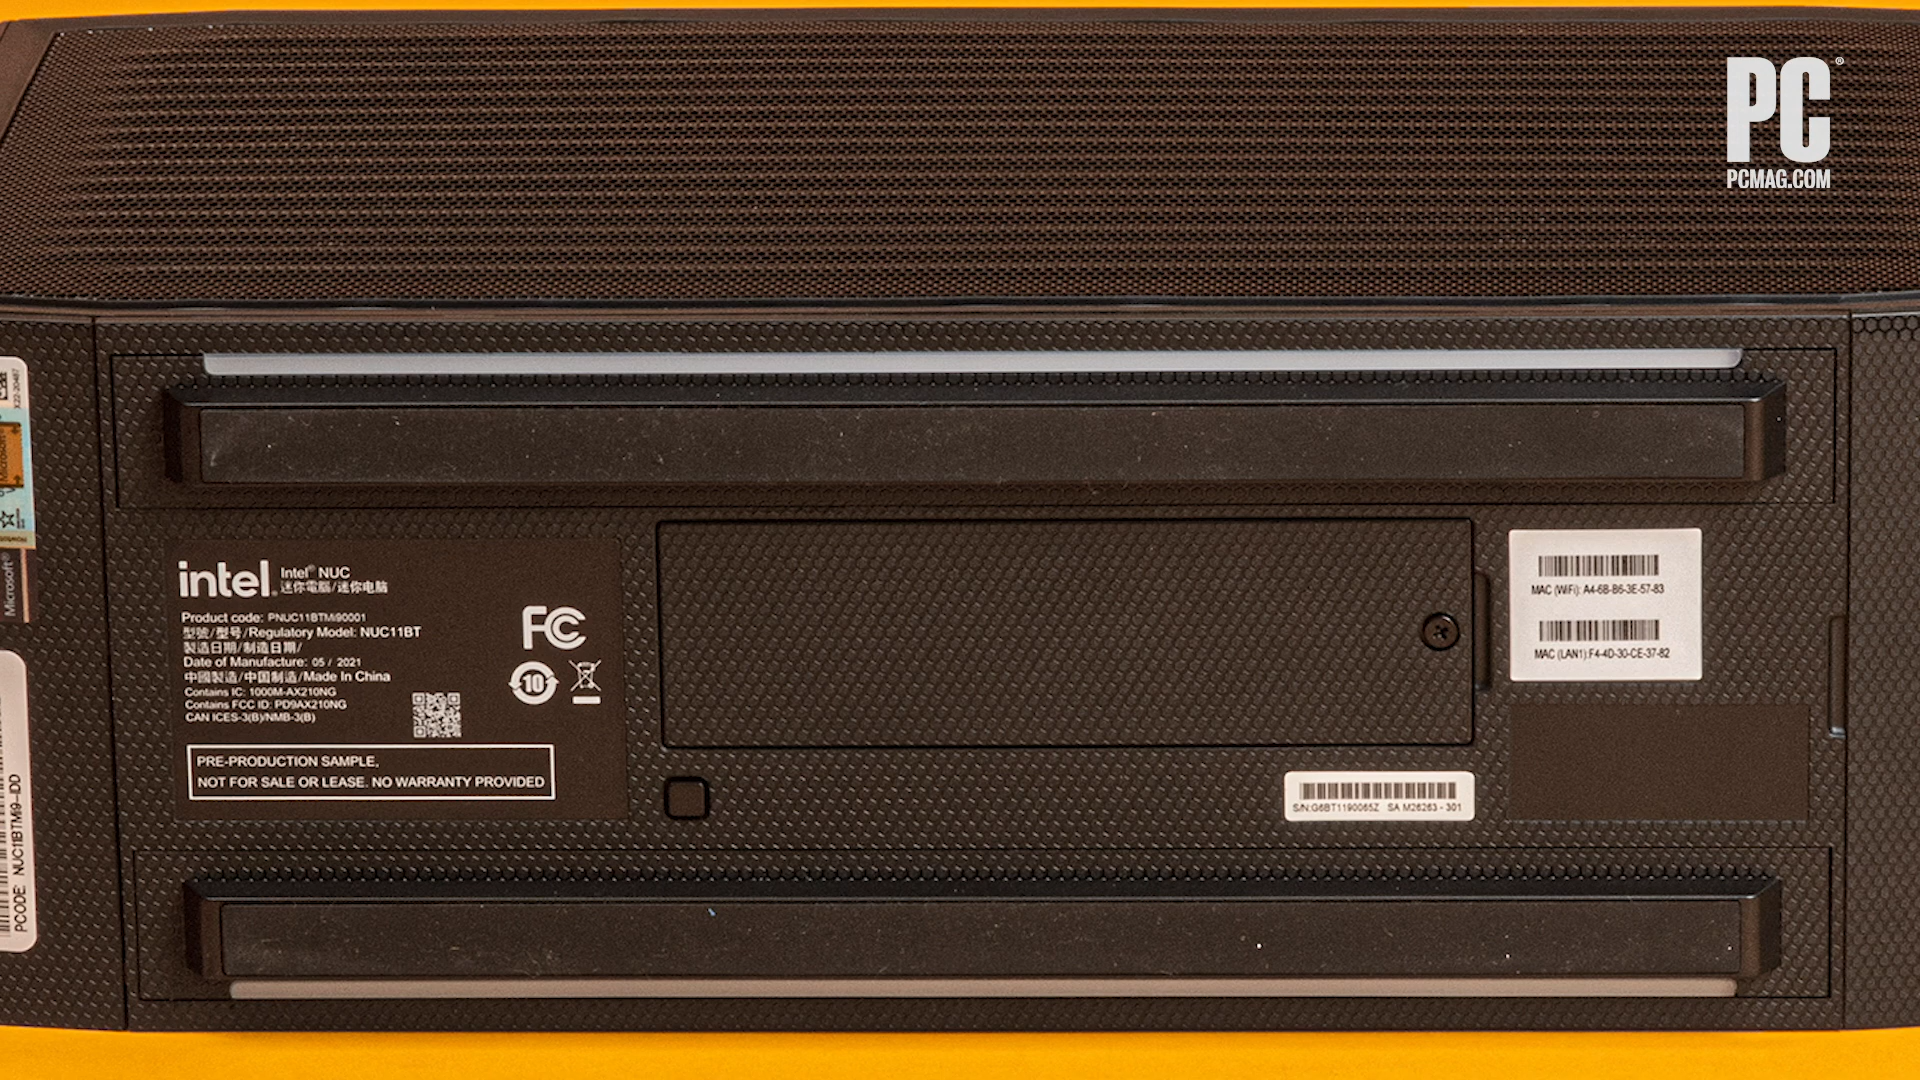 PC®
PCMAG.COM
X22-20487
Microsoft®
Microsoft®
PCODE: NUC11BTMi9-IDD
intel.
Intel® NUC
迷你電腦/迷你电脑
Product code: PNUC11BTMi90001
型號/型号/Regulatory Model: NUC11BT
製造日期/制造日期/
Date of Manufacture: 05 / 2021
中國製造/中国制造/Made In China
Contains IC: 1000M-AX210NG
Contains FCC ID: PD9AX210NG
CAN ICES-3(B)/NMB-3(B)
FC
10
PRE-PRODUCTION SAMPLE,
NOT FOR SALE OR LEASE. NO WARRANTY PROVIDED
MAC (WiFi): A4-6B-B6-3E-57-83
MAC (LAN1):F4-4D-30-CE-37-82
S/N:G6BT1190065Z SA M26263 - 301